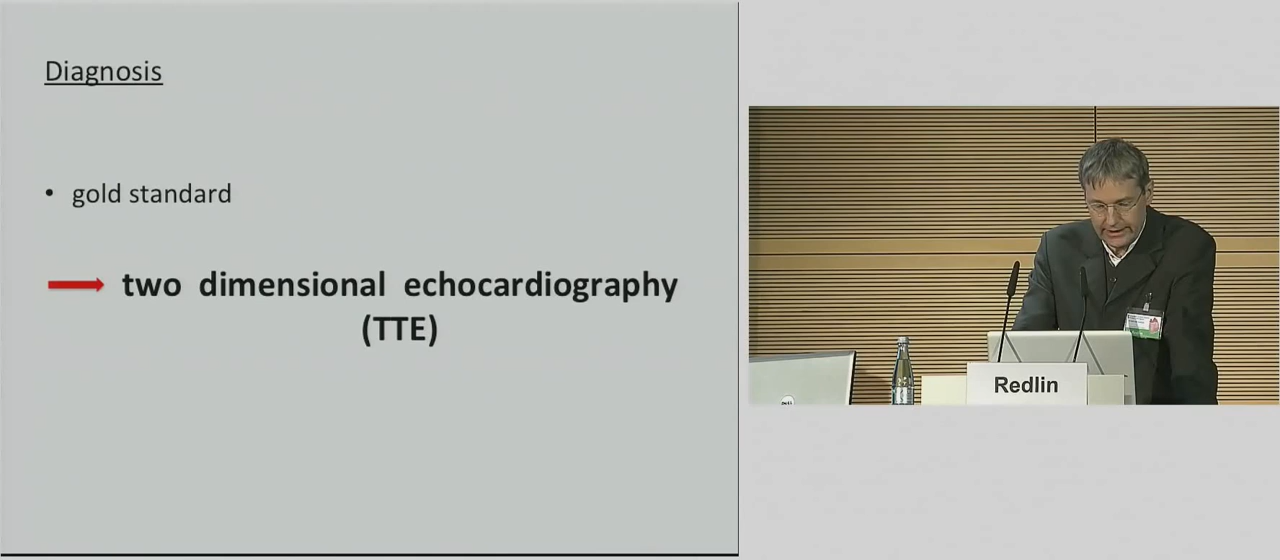 Diagnosis
• gold standard
two dimensional echocardiography
(TTE)
Redlin